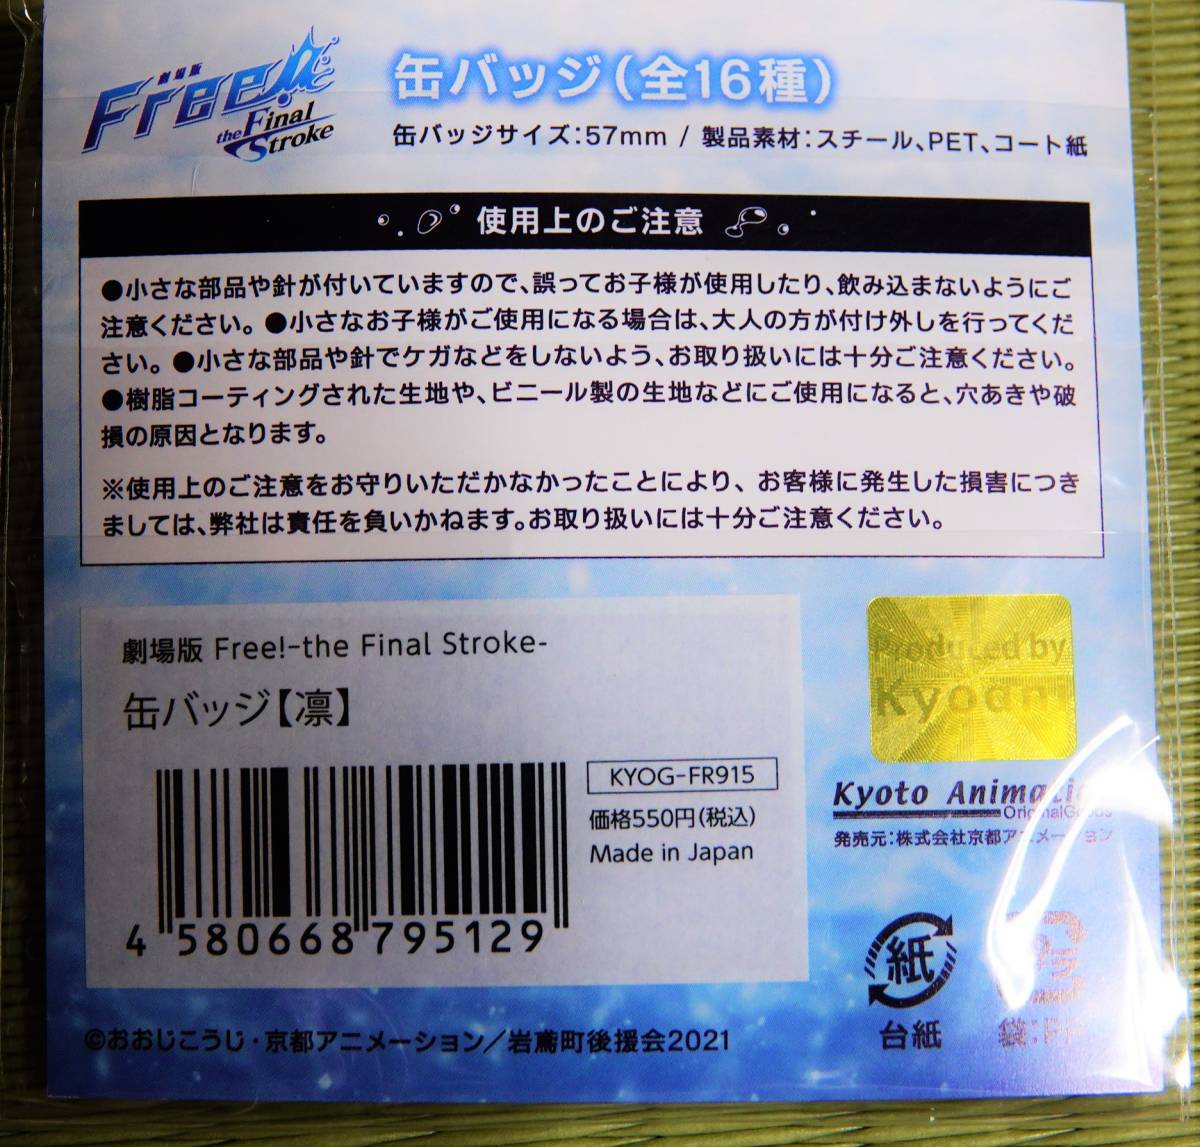 劇場版
Free!
the Final
Stroke
缶バッジ(全16種)
缶バッジサイズ:57mm / 製品素材:スチール、PET、コート紙
使用上のご注意
●小さな部品や針が付いていますので、誤ってお子様が使用したり、飲み込まないようにご
注意ください。●小さなお子様がご使用になる場合は、大人の方が付け外しを行ってくだ
さい。●小さな部品や針でケガなどをしないよう、お取り扱いには十分ご注意ください。
●樹脂コーティングされた生地や、ビニール製の生地などにご使用になると、穴あきや破
損の原因となります。
※使用上のご注意をお守りいただかなかったことにより、お客様に発生した損害につき
ましては、弊社は責任を負いかねます。お取り扱いには十分ご注意ください。
劇場版 Free!-the Final Stroke-
缶バッジ【凛】
KYOG-FR915
価格550円(税込)
Made in Japan
4 580668 795129
Produced by
Kyoani
Kyoto Animation
Original Goods
発売元:株式会社京都アニメーション
紙
台紙
プラ
袋:PP
©おおじこうじ・京都アニメーション/岩鳶町後援会2021